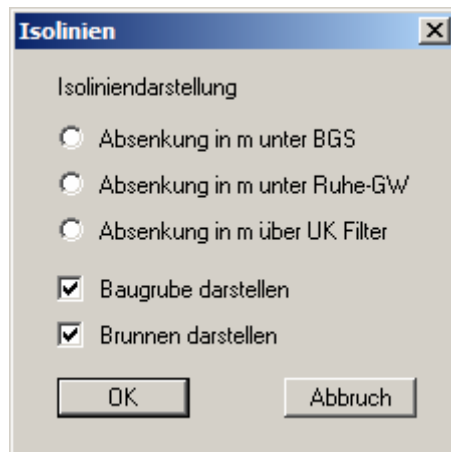 Isolinien
Isoliniendarstellung
Absenkung in m unter BGS
Absenkung in m unter Ruhe-GW
Absenkung in m über UK Filter
Baugrube darstellen
Brunnen darstellen
OK
Abbruch